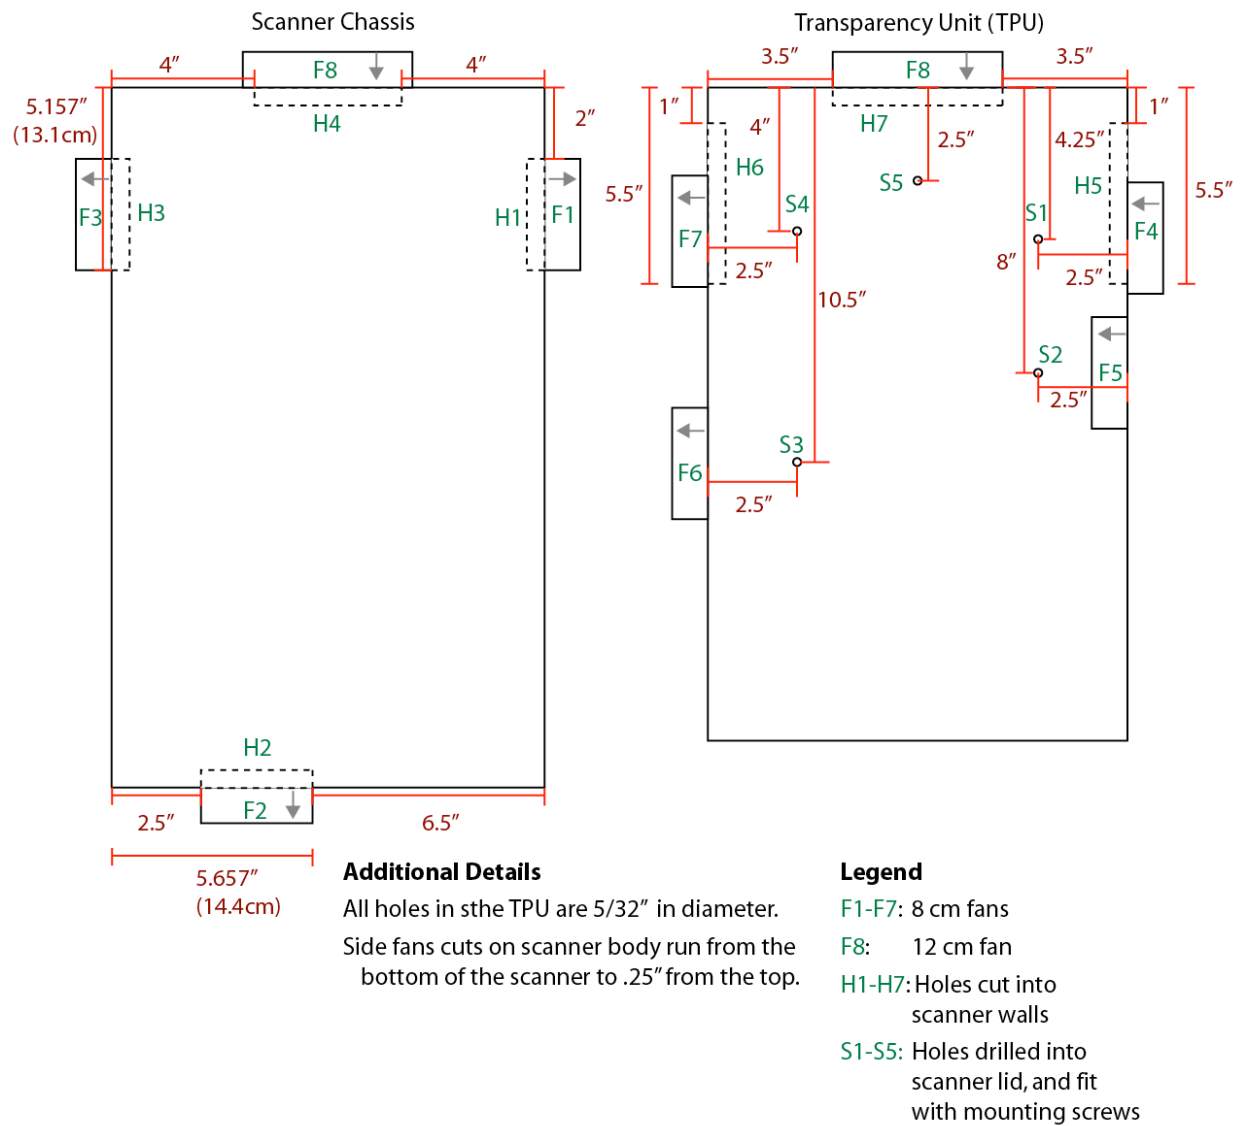 Scanner Chassis
Transparency Unit (TPU)
4”
F8
4”
3.5”
F8
3.5”
5.157”
(13.1cm)
H4
2”
1”
4”
H7
2.5”
4.25”
1”
H6
S5
H5
5.5”
5.5”
F3
H3
H1
F1
S4
S1
F7
F4
2.5”
8”
2.5”
10.5”
S2
F5
2.5”
S3
F6
2.5”
H2
F2
2.5”
6.5”
5.657”
(14.4cm)
Additional Details
All holes in sthe TPU are 5/32” in diameter.
Side fans cuts on scanner body run from the
bottom of the scanner to .25” from the top.
Legend
F1-F7: 8 cm fans
F8: 12 cm fan
H1-H7: Holes cut into
scanner walls
S1-S5: Holes drilled into
scanner lid, and fit
with mounting screws